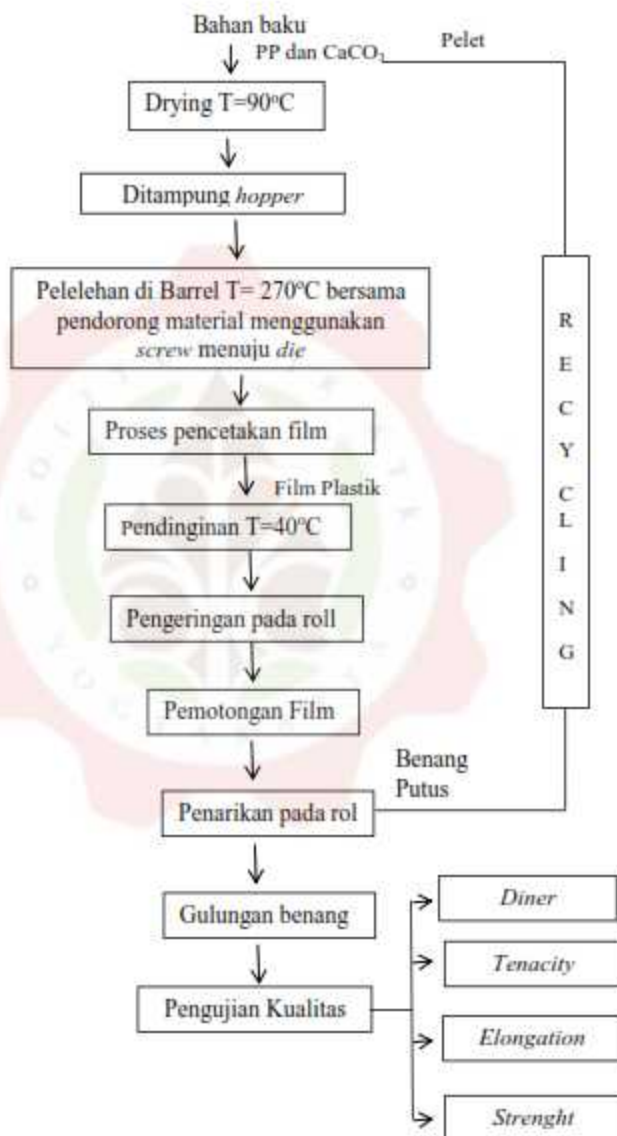 Bahan baku
PP dan CaCO₃
Pelet
Drying T=90°C
Ditampung hopper
Pelelehan di Barrel T= 270°C bersama
pendorong material menggunakan
screw menuju die
Proses pencetakan film
Film Plastik
Pendinginan T=40°C
Pengeringan pada roll
Pemotongan Film
Penarikan pada rol
Benang
Putus
RECYCLING
Gulungan benang
Pengujian Kualitas
Diner
Tenacity
Elongation
Strenght